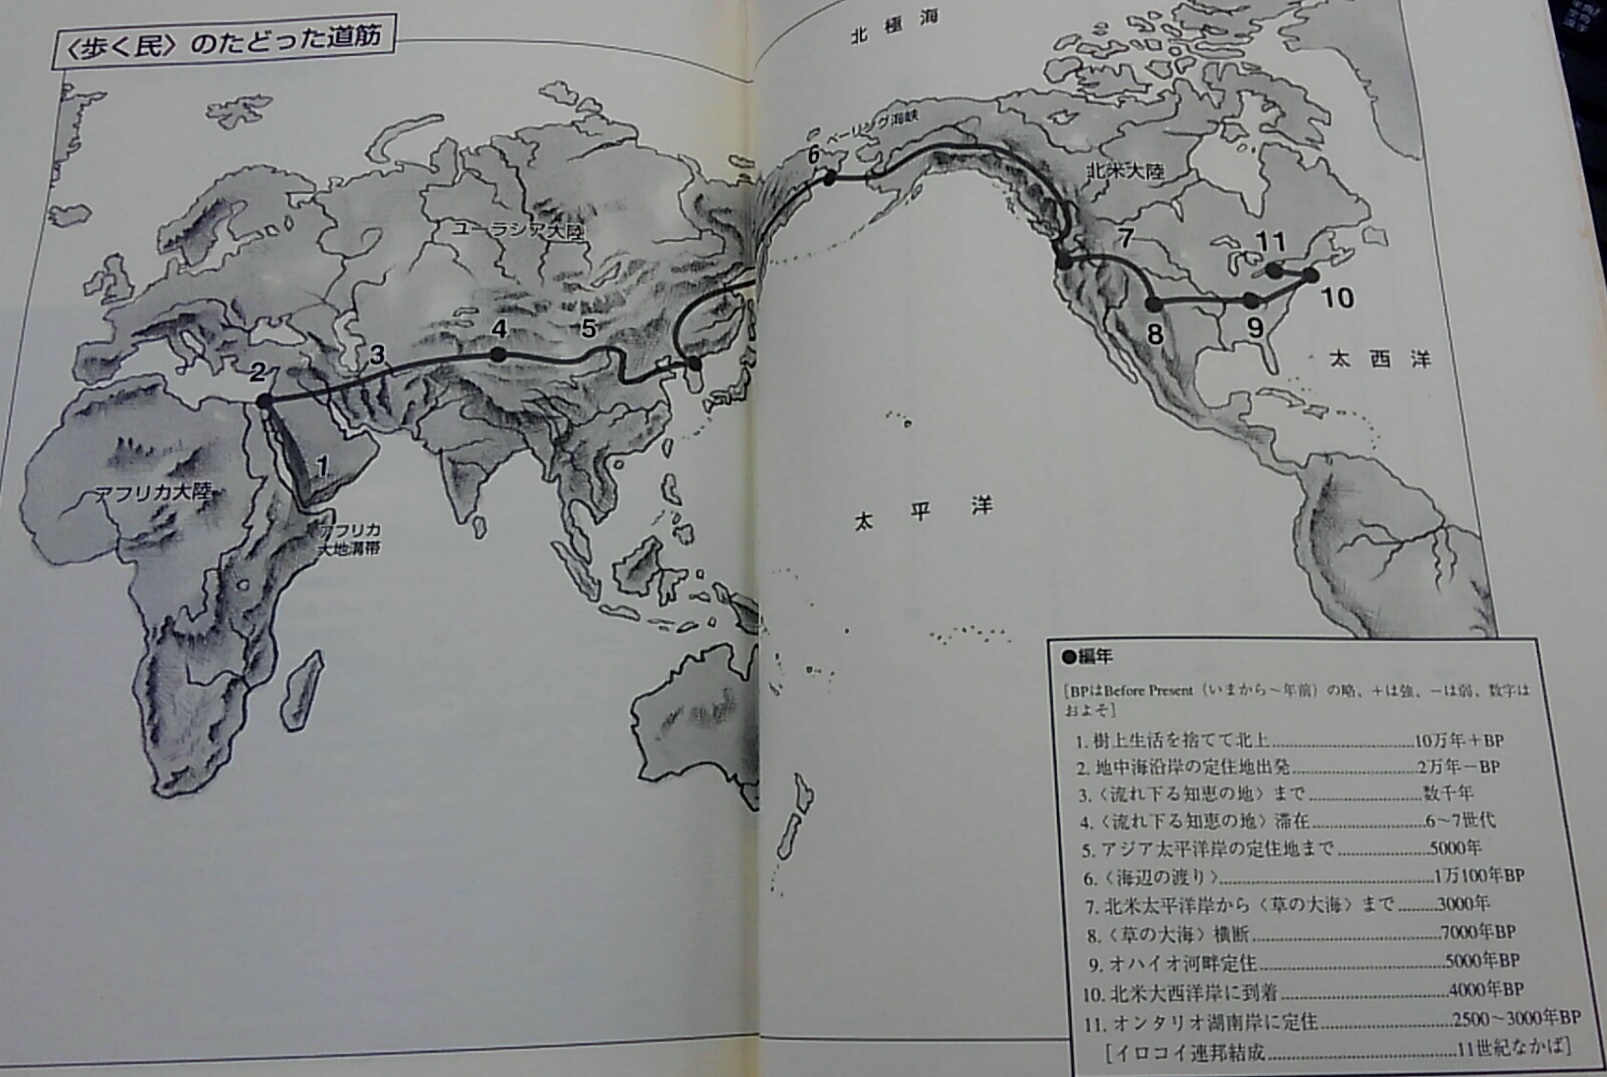 〈歩く民〉のたどった道筋
北極海
ベーリング海峡
6
北米大陸
ユーラシア大陸
7
11
10
9
8
4
5
3
2
太西洋
1
アフリカ大陸
アフリカ
大地溝帯
太平洋
●編年
[BPはBefore Present（いまから～年前）の略、＋は強、－は弱、数字は
およそ]
1. 樹上生活を捨てて北上....................10万年＋BP
2. 地中海沿岸の定住地出発....................2万年－BP
3.〈流れ下る知恵の地〉まで....................数千年
4.〈流れ下る知恵の地〉滞在....................6～7世代
5. アジア太平洋岸の定住地まで....................5000年
6.〈海辺の渡り〉....................1万100年BP
7. 北米太平洋岸から〈草の大海〉まで.........3000年
8.〈草の大海〉横断....................7000年BP
9. オハイオ河畔定住....................5000年BP
10. 北米大西洋岸に到着....................4000年BP
11. オンタリオ湖南岸に定住....................2500～3000年BP
[イロコイ連邦結成....................11世紀なかば]